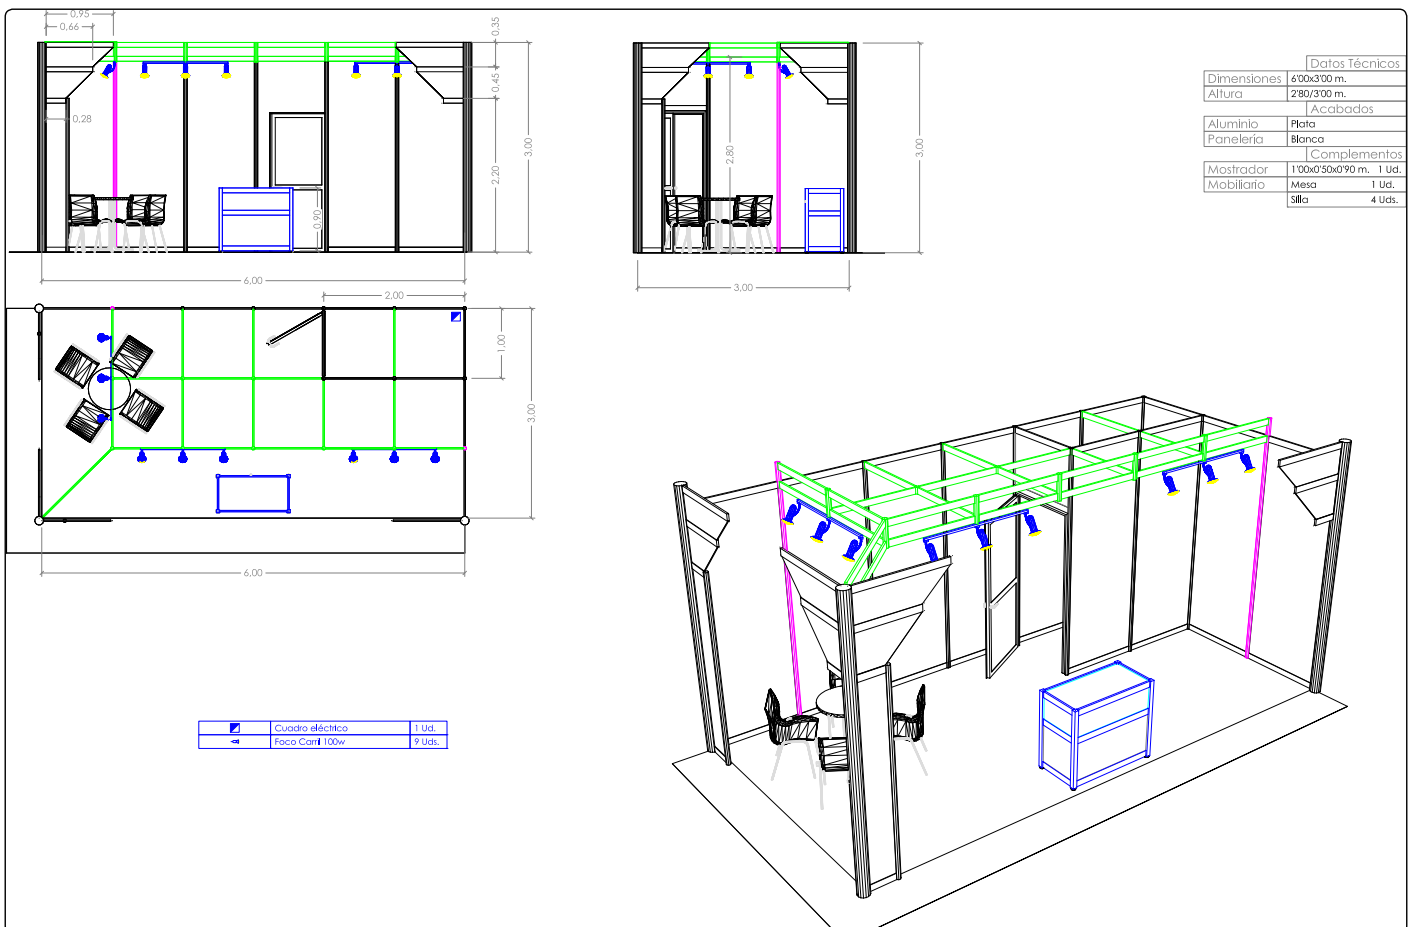 0,95
0,66
0.35
0.45
0,28
2.20
3.00
0,90
6,00
2.80
3.00
3,00
Datos Técnicos
Dimensiones 6'00x3'00 m.
Altura 2'80/3'00 m.
Acabados
Aluminio Plata
Panelería Blanca
Complementos
Mostrador 1'00x0'50x0'90 m. 1 Ud.
Mobiliario Mesa 1 Ud.
Silla 4 Uds.
2,00
1.00
3.00
6,00
Cuadro eléctrico 1 Ud.
Foco Carril 100w 9 Uds.